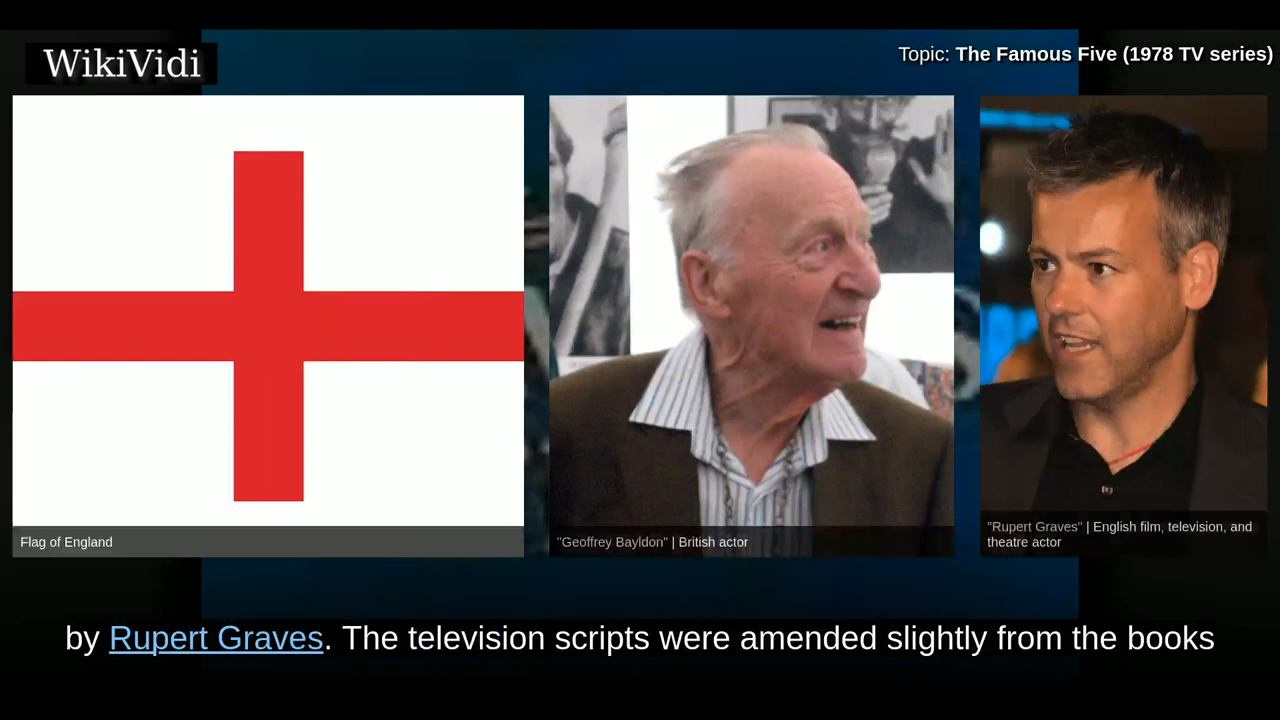 WikiVidi
Topic: The Famous Five (1978 TV series)
Flag of England
"Geoffrey Bayldon" | British actor
"Rupert Graves" | English film, television, and
theatre actor
by Rupert Graves. The television scripts were amended slightly from the books